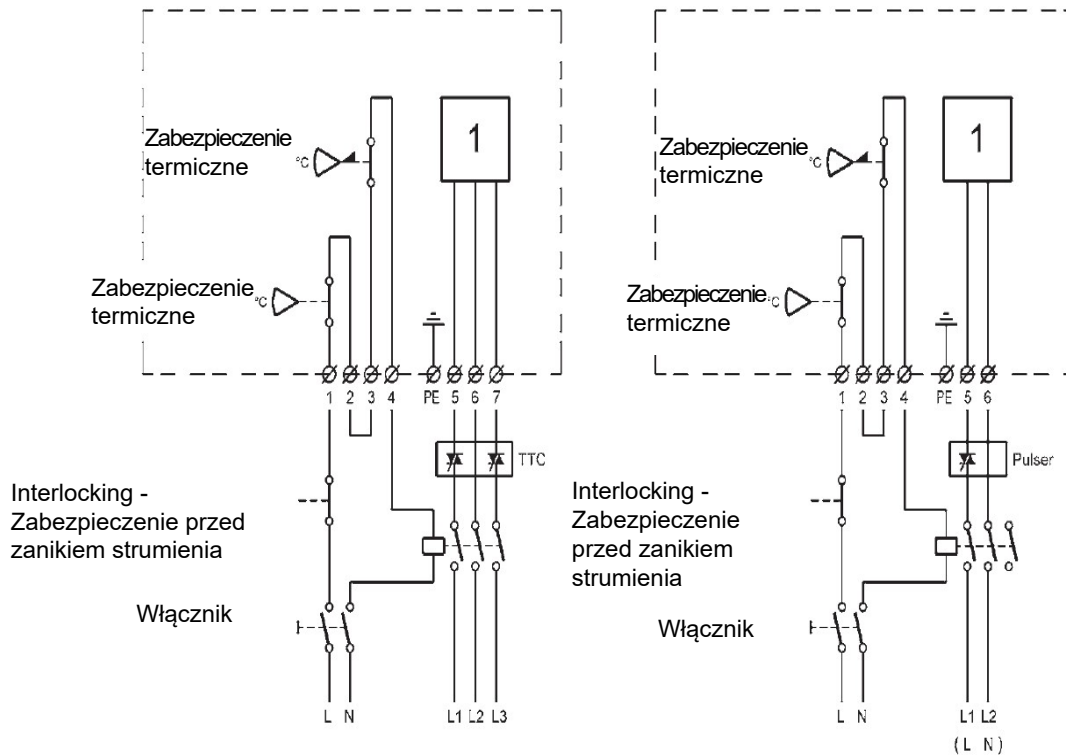 Zabezpieczenie
termiczne
°C
1
Zabezpieczenie
termiczne
°C
1 2 3 4 PE 5 6 7
TTC
Interlocking -
Zabezpieczenie przed
zanikiem strumienia
Włącznik
L N L1 L2 L3
Zabezpieczenie
termiczne
°C
1
Zabezpieczenie
termiczne
°C
1 2 3 4 PE 5 6
Pulser
Interlocking -
Zabezpieczenie
przed zanikiem
strumienia
Włącznik
L N L1 L2
( L N )